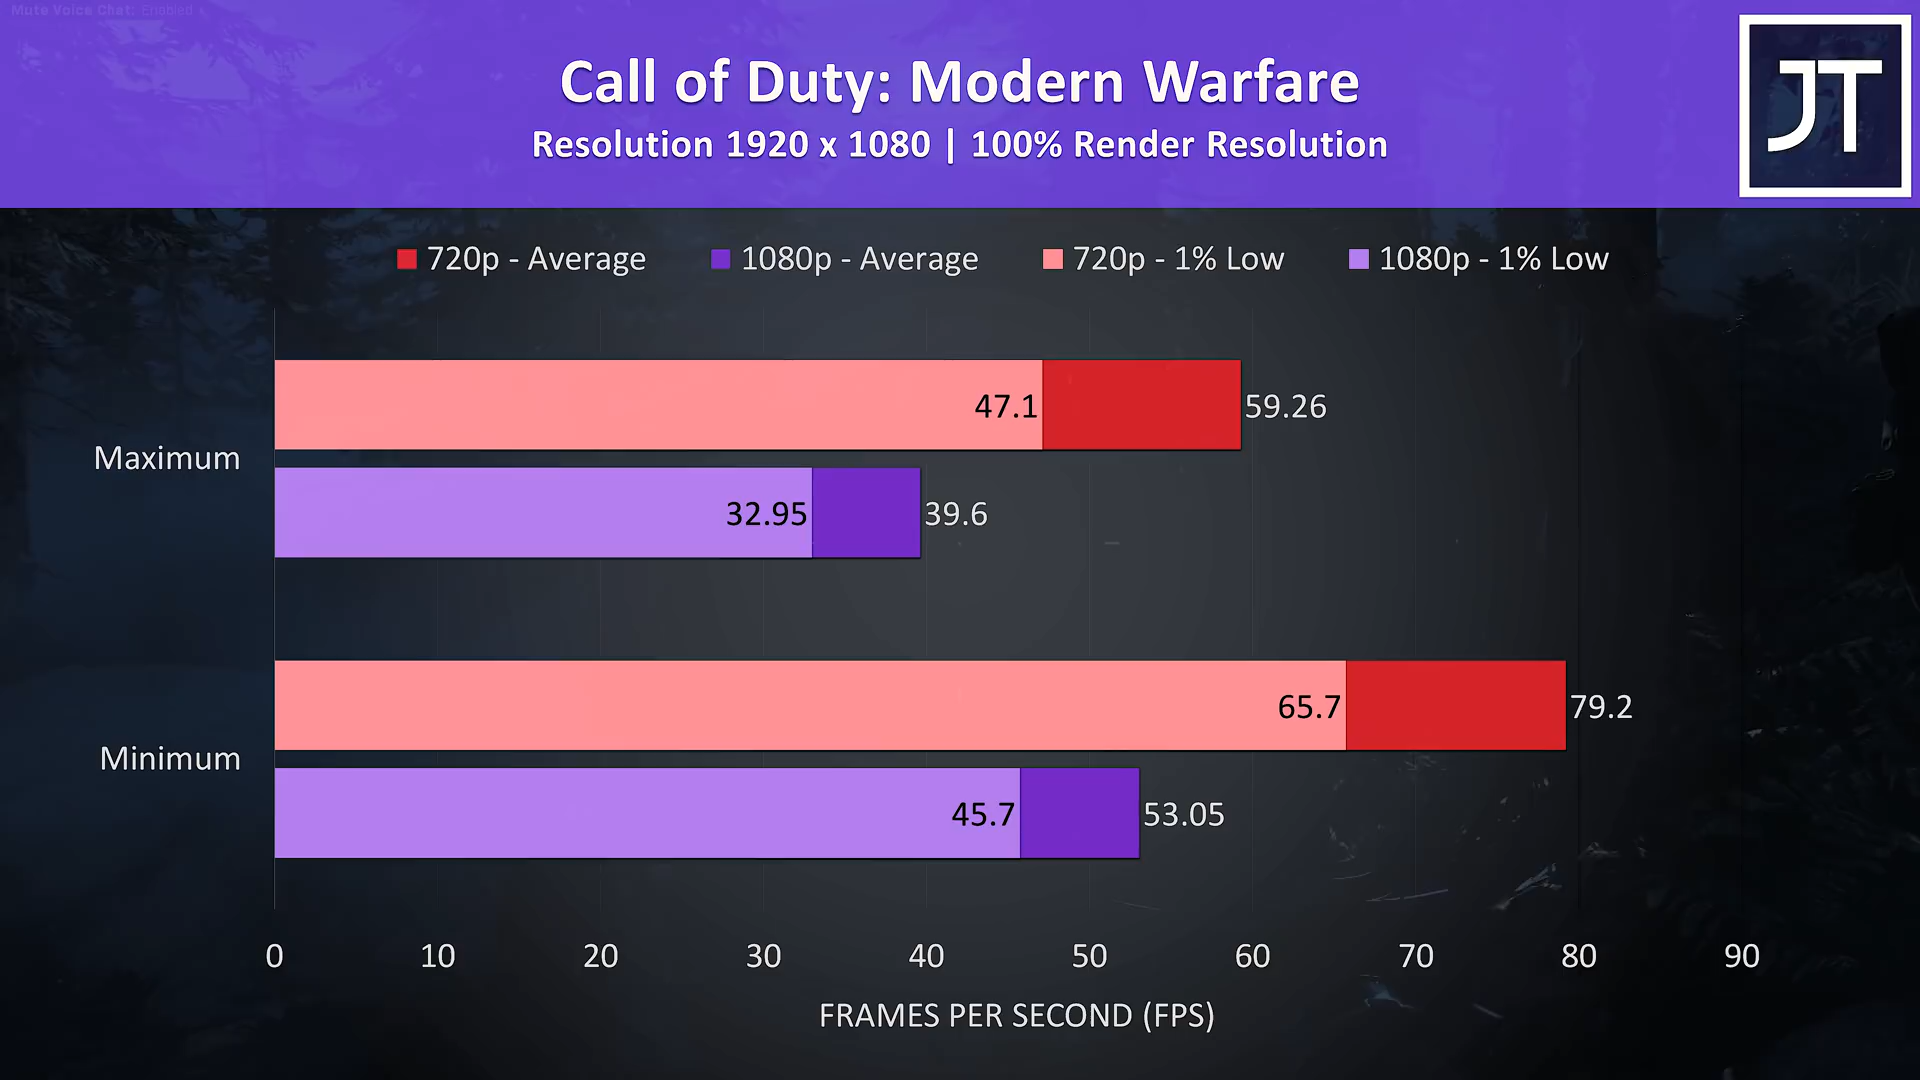 Mute Voice Chat: Enabled
Call of Duty: Modern Warfare
Resolution 1920 x 1080 | 100% Render Resolution
JT
720p - Average 1080p - Average 720p - 1% Low 1080p - 1% Low
47.1 59.26
Maximum
32.95 39.6
65.7 79.2
Minimum
45.7 53.05
0 10 20 30 40 50 60 70 80 90
FRAMES PER SECOND (FPS)